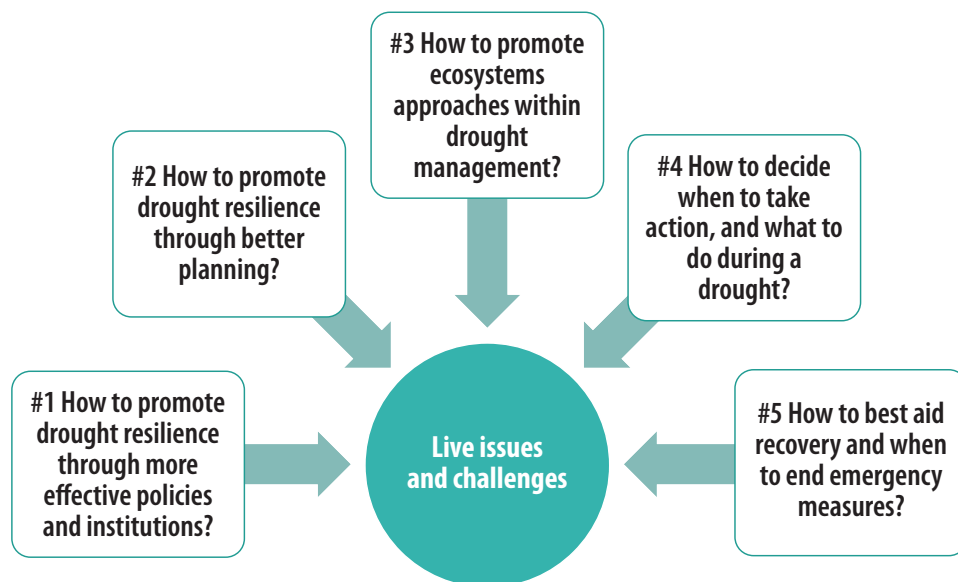 #1 How to promote
drought resilience
through more
effective policies
and institutions?
#2 How to promote
drought resilience
through better
planning?
#3 How to promote
ecosystems
approaches within
drought
management?
#4 How to decide
when to take
action, and what to
do during a
drought?
#5 How to best aid
recovery and when
to end emergency
measures?
Live issues
and challenges